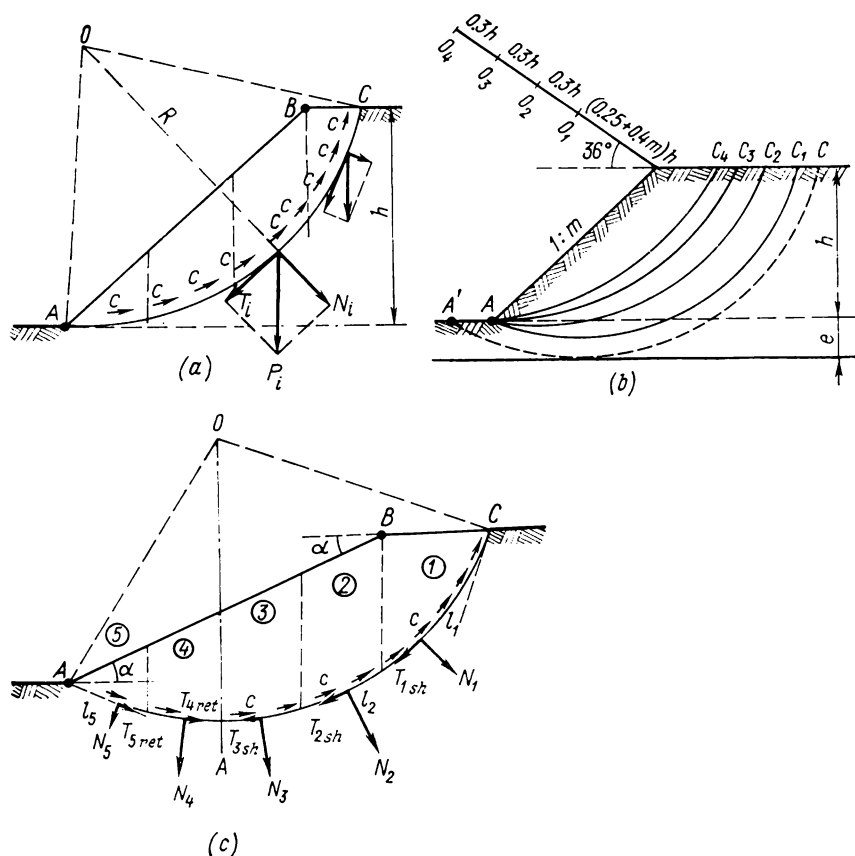 O
R
B
C
c
c
c
c
c
c
c
c
c
h
A
T_i
N_i
P_i
(a)
0.3h
0.3h
0.3h
(0.25+0.4m)h
O_4
O_3
O_2
O_1
36°
C_4 C_3 C_2 C_1 C
1:m
h
A' A
e
(b)
O
B
C
α
1
2
3
4
5
c
l_1
A
α
c
c
T_1sh
N_1
l_5
T_4ret
l_2
T_5ret
T_3sh
T_2sh
N_5
A
N_2
N_4
N_3
(c)